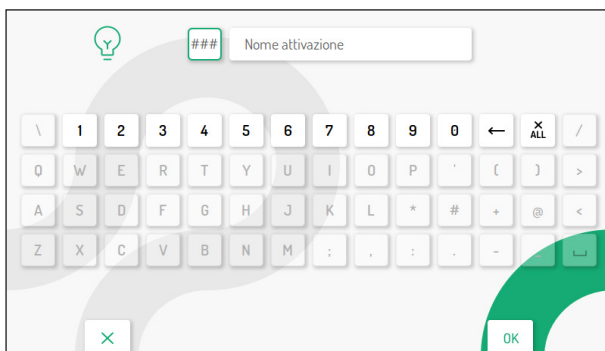 ### Nome attivazione
\ 1 2 3 4 5 6 7 8 9 0 ← × ALL /
Q W E R T Y U I O P ' ( ) >
A S D F G H J K L * # + @ <
Z X C V B N M ; , : . - _ ⎵
× OK